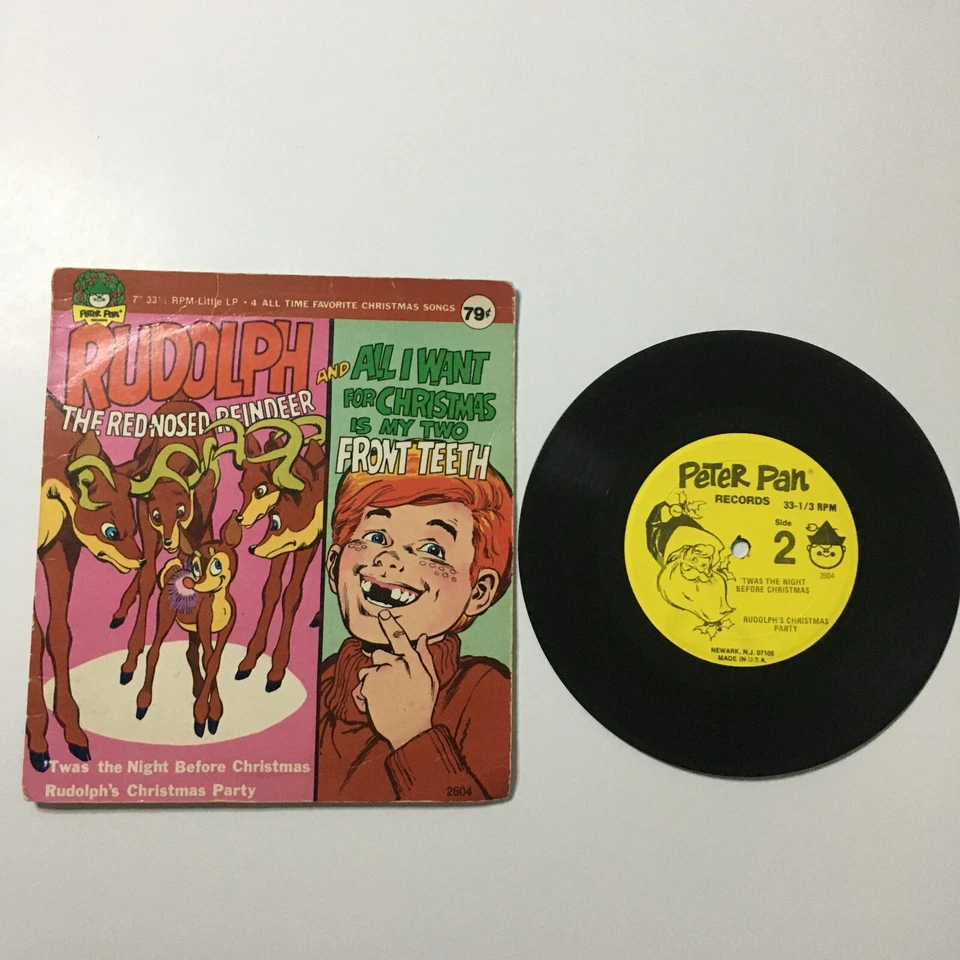 PETER PAN®
RECORDS
7" 33⅓ RPM-Little LP • 4 ALL TIME FAVORITE CHRISTMAS SONGS
79¢
RUDOLPH
THE RED-NOSED REINDEER
AND ALL I WANT
FOR CHRISTMAS
IS MY TWO
FRONT TEETH
'Twas the Night Before Christmas
Rudolph's Christmas Party
2604
PETER PAN®
RECORDS 33-1/3 RPM
Side
2
2604
'TWAS THE NIGHT
BEFORE CHRISTMAS
RUDOLPH'S CHRISTMAS
PARTY
NEWARK, N.J. 07105
MADE IN U.S.A.